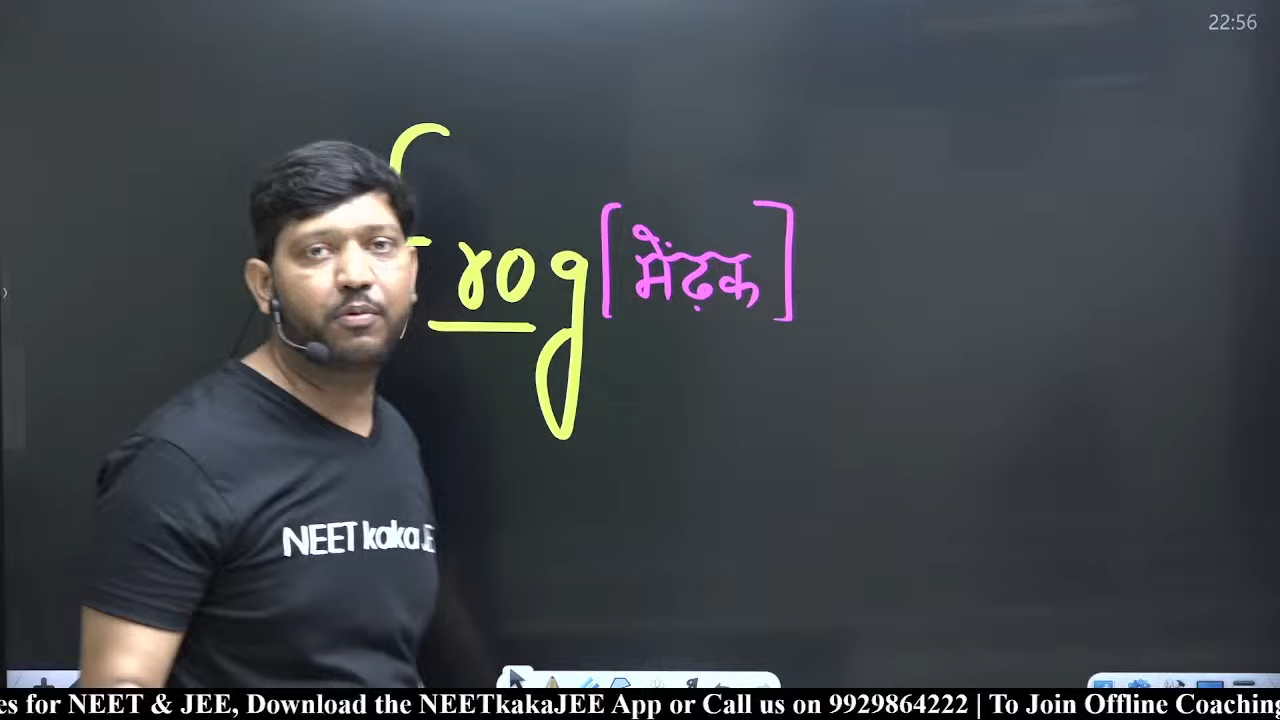 22:56
Frog [मेंढ़क]
NEET kaka JE
es for NEET & JEE, Download the NEETkakaJEE App or Call us on 9929864222 | To Join Offline Coaching